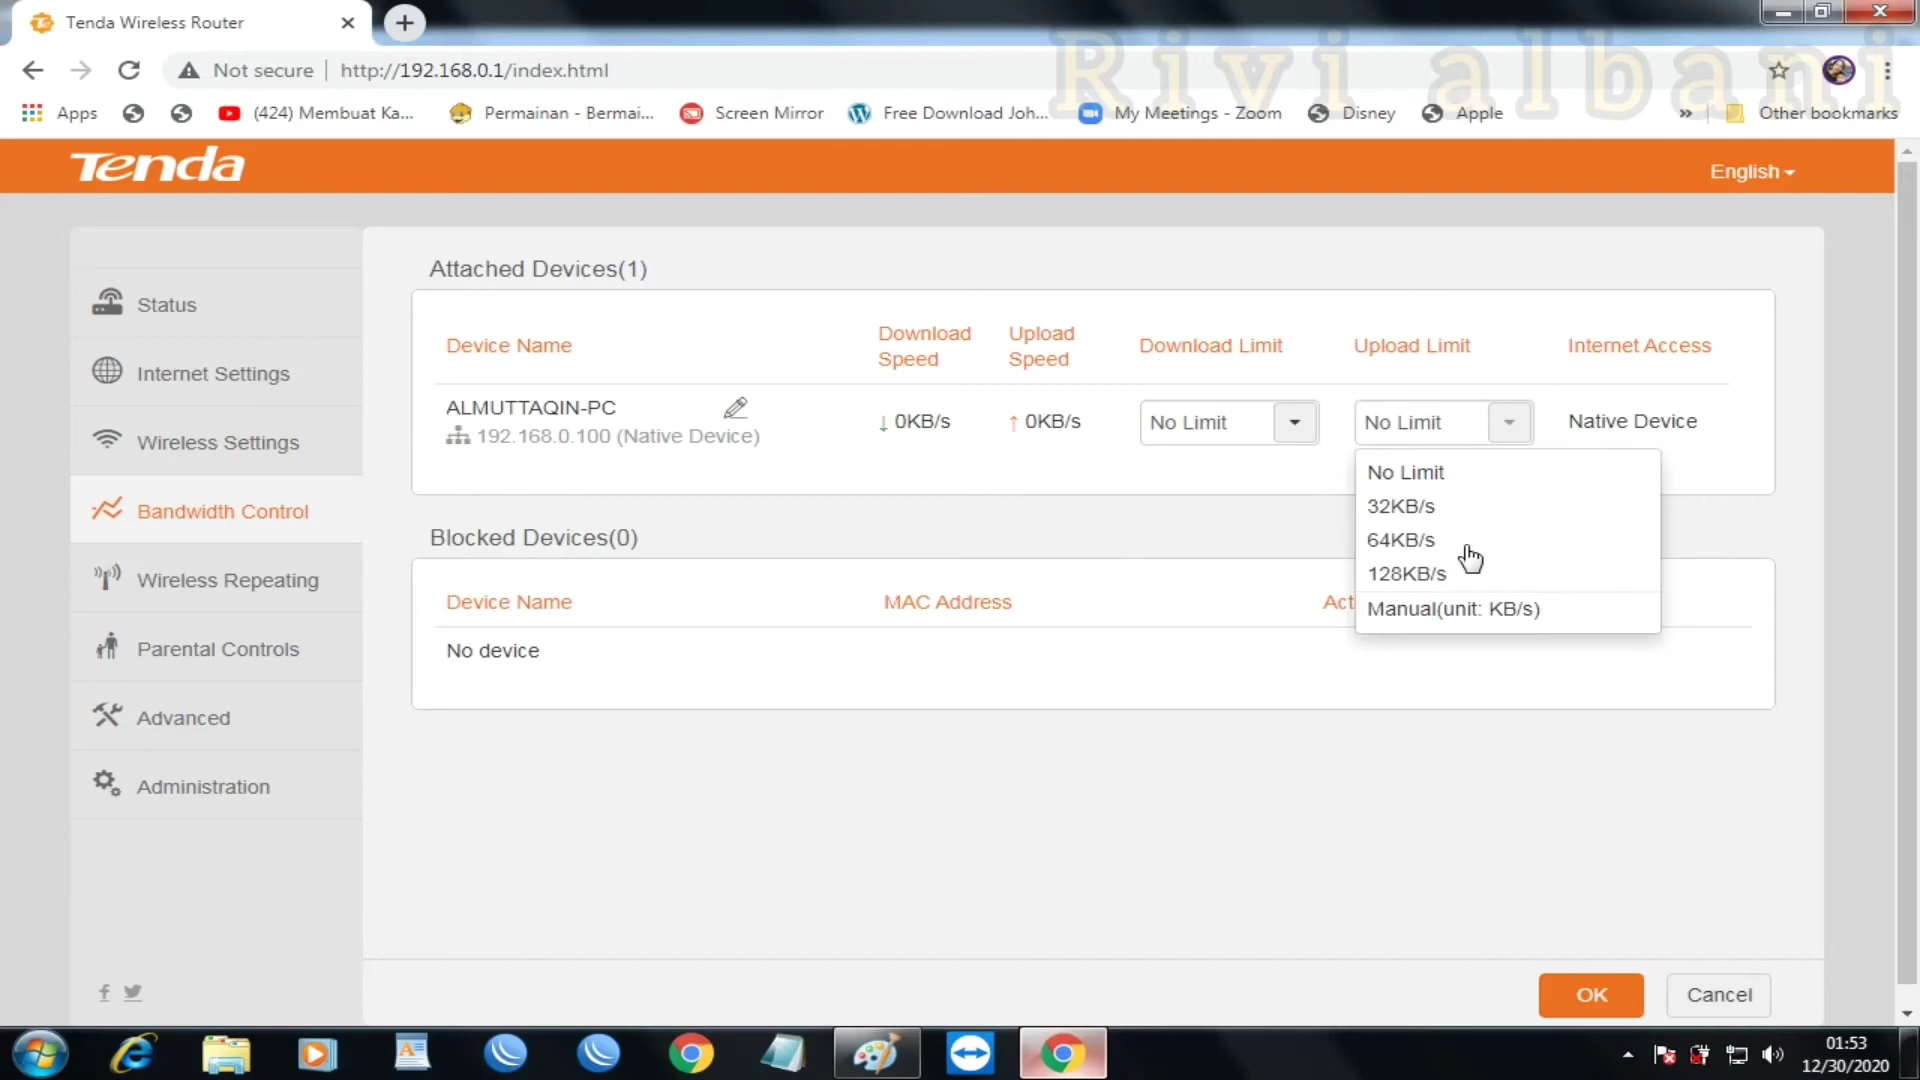 Tenda Wireless Router
Rivi albani
Not secure | http://192.168.0.1/index.html
Apps
(424) Membuat Ka...
Permainan - Bermai...
Screen Mirror
Free Download Joh...
My Meetings - Zoom
Disney
Apple
»
Other bookmarks
Tenda
English
Status
Internet Settings
Wireless Settings
Bandwidth Control
Wireless Repeating
Parental Controls
Advanced
Administration
Attached Devices(1)
Device Name
Download Speed
Upload Speed
Download Limit
Upload Limit
Internet Access
ALMUTTAQIN-PC
192.168.0.100 (Native Device)
↓ 0KB/s
↑ 0KB/s
No Limit
No Limit
Native Device
No Limit
32KB/s
64KB/s
128KB/s
Manual(unit: KB/s)
Blocked Devices(0)
Device Name
MAC Address
Act
No device
OK
Cancel
01:53
12/30/2020